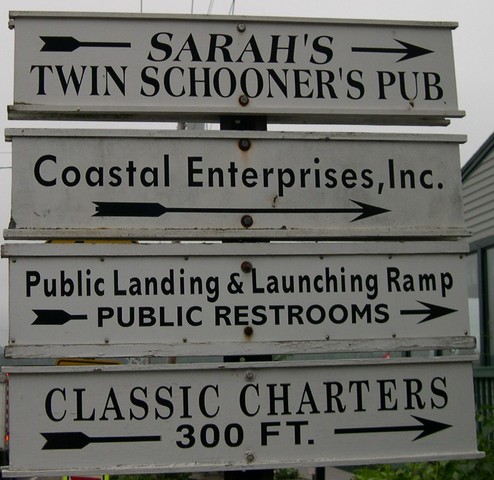 SARAH'S
TWIN SCHOONER'S PUB
Coastal Enterprises, Inc.
Public Landing & Launching Ramp
PUBLIC RESTROOMS
CLASSIC CHARTERS
300 FT.